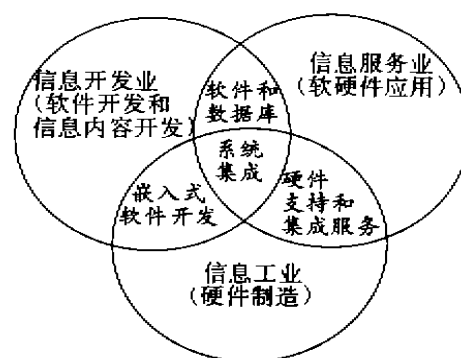 信息开发业
(软件开发和
信息内容开发)
信息服务业
(软硬件应用)
软件和
数据库
系统
集成
嵌入式
软件开发
硬件
支持和
集成服务
信息工业
(硬件制造)